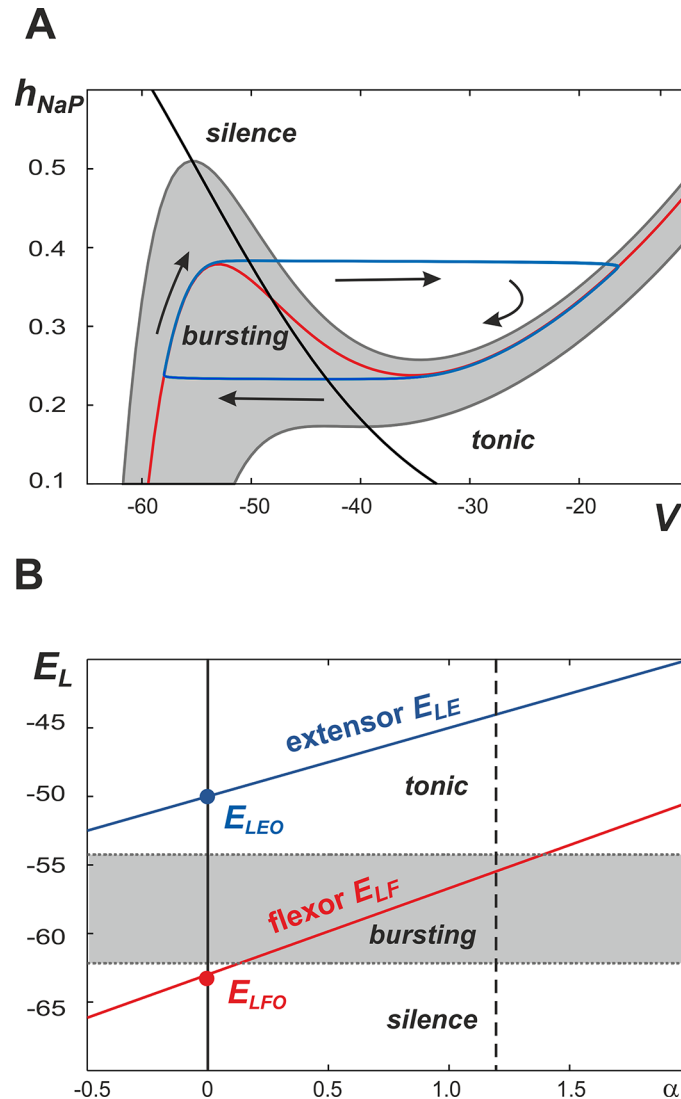 A
h_NaP
silence
0.5
0.4
0.3
bursting
0.2
tonic
0.1
-60 -50 -40 -30 -20 V
B
E_L
-45
extensor E_LE
tonic
-50
E_LEO
-55
flexor E_LF
bursting
-60
E_LFO
-65
silence
-0.5 0 0.5 1.0 1.5 α